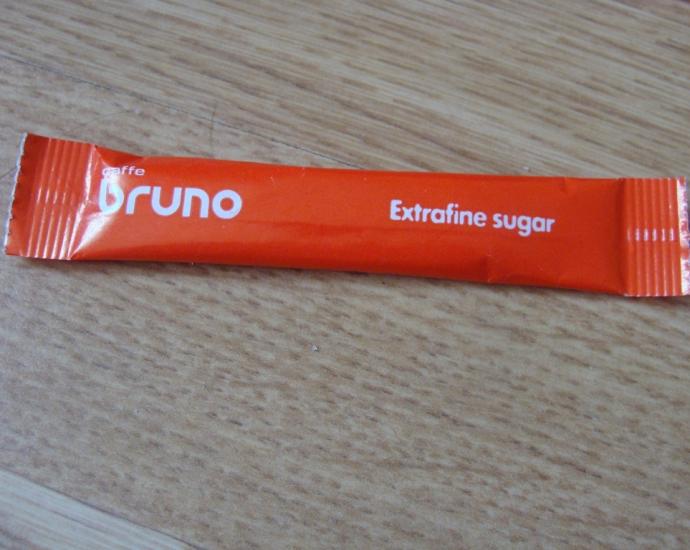 caffe
bruno
Extrafine sugar